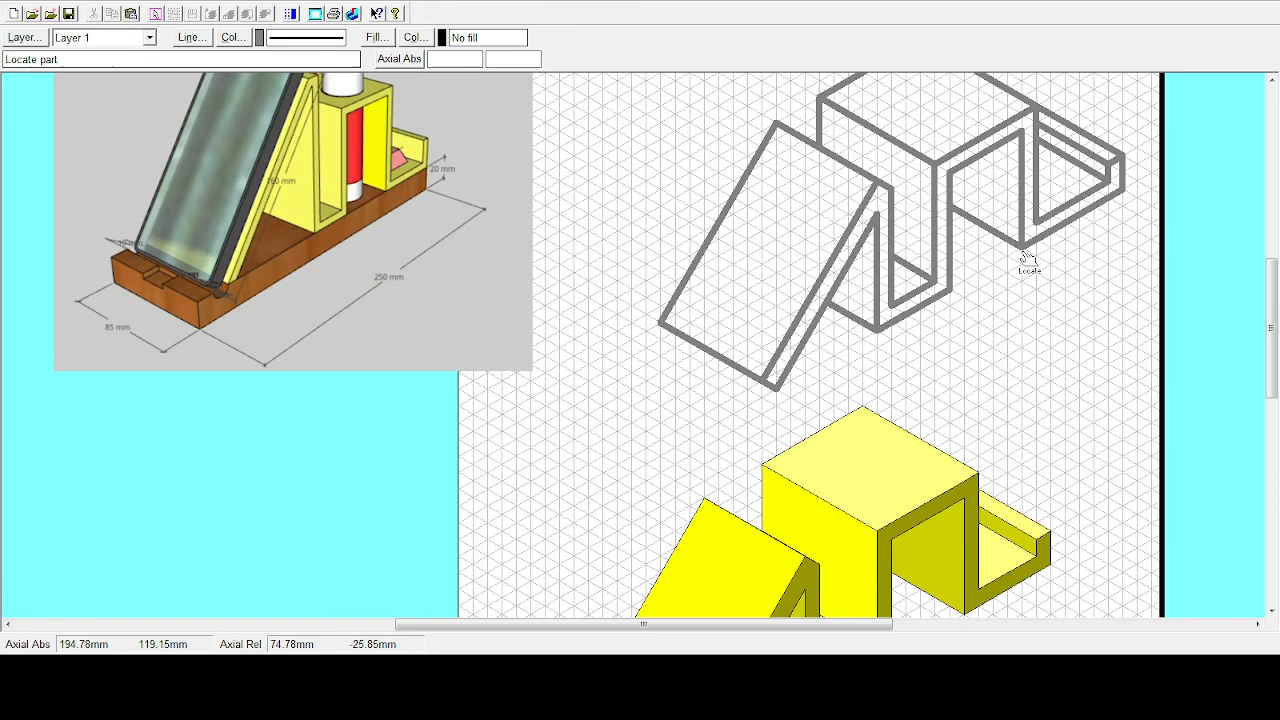 Layer...
Layer 1
Line...
Col...
Fill...
Col...
No fill
Locate part
Axial Abs
20 mm
250 mm
85 mm
Locate
Axial Abs
194.78mm
119.15mm
Axial Rel
74.78mm
-25.85mm